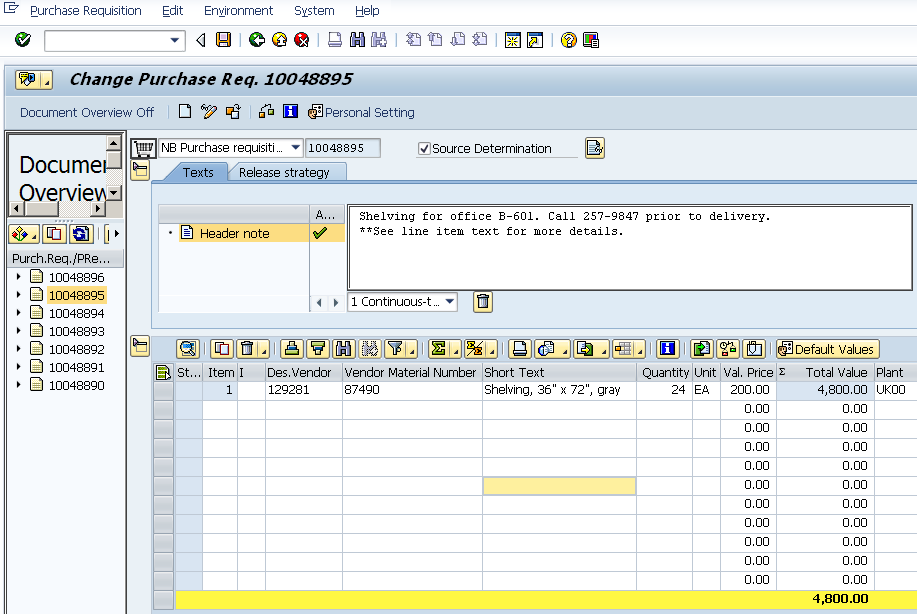 Purchase Requisition Edit Environment System Help
Change Purchase Req. 10048895
Document Overview Off Personal Setting
NB Purchase requisiti... 10048895 Source Determination
Texts Release strategy
A...
Header note
Shelving for office B-601. Call 257-9847 prior to delivery.
**See line item text for more details.
1 Continuous-t...
Overview
Purch.Req./PRe...
10048896
10048895
10048894
10048893
10048892
10048891
10048890
Default Values
St... Item I Des.Vendor Vendor Material Number Short Text Quantity Unit Val. Price Σ Total Value Plant
1 129281 87490 Shelving, 36" x 72", gray 24 EA 200.00 4,800.00 UK00
0.00 0.00
0.00 0.00
0.00 0.00
0.00 0.00
0.00 0.00
0.00 0.00
0.00 0.00
0.00 0.00
0.00 0.00
0.00 0.00
4,800.00